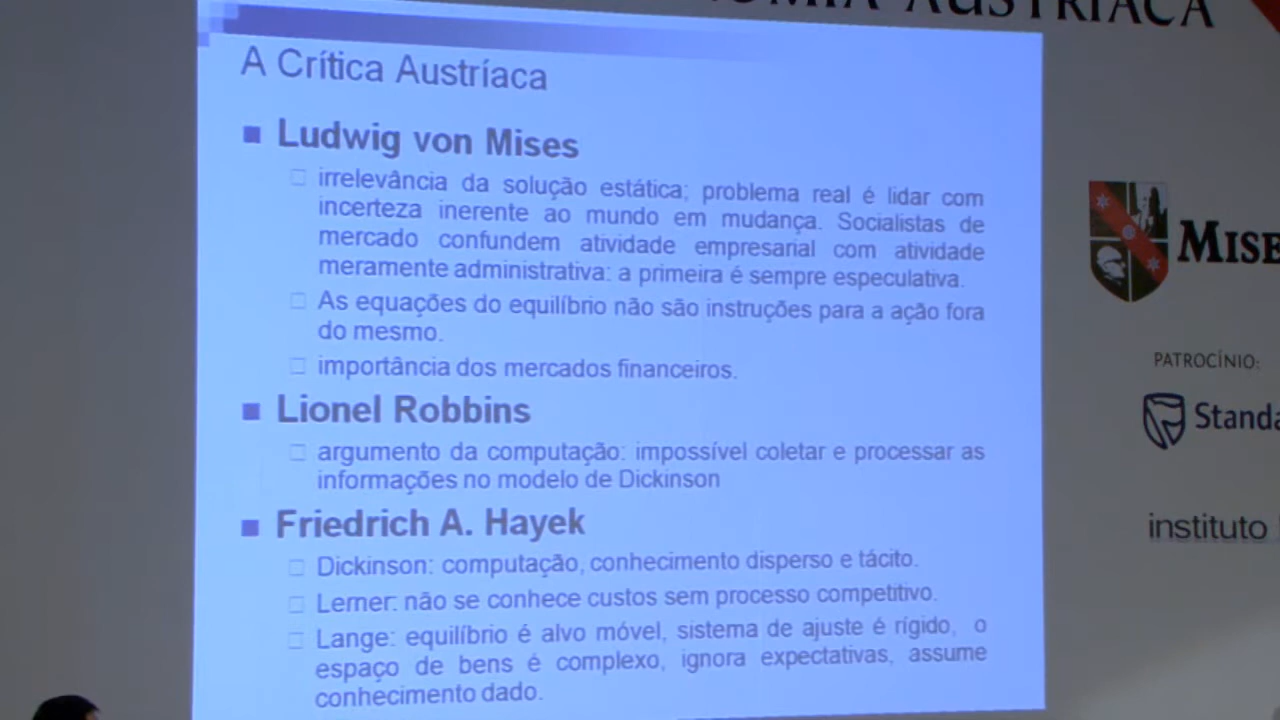 AUSTRÍACA
A Crítica Austríaca
Ludwig von Mises
irrelevância da solução estática; problema real é lidar com
incerteza inerente ao mundo em mudança. Socialistas de
mercado confundem atividade empresarial com atividade
meramente administrativa: a primeira é sempre especulativa.
As equações do equilíbrio não são instruções para a ação fora
do mesmo.
importância dos mercados financeiros.
Lionel Robbins
argumento da computação: impossível coletar e processar as
informações no modelo de Dickinson
Friedrich A. Hayek
Dickinson: computação, conhecimento disperso e tácito.
Lerner: não se conhece custos sem processo competitivo.
Lange: equilíbrio é alvo móvel, sistema de ajuste é rígido, o
espaço de bens é complexo, ignora expectativas, assume
conhecimento dado.
MISE
PATROCÍNIO:
Standa
instituto